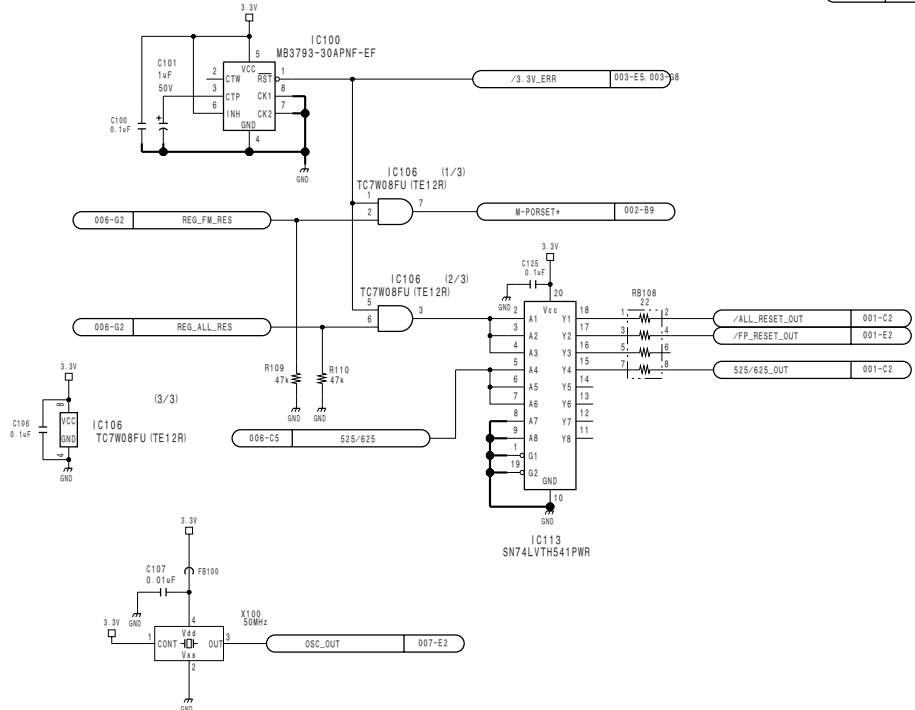 3.3V
IC100
MB3793-30APNF-EF
5
VCC
2
CTW
RST
1
3
CTP
CK1
8
6
INH
CK2
7
GND
4
C101
1uF
50V
+
C100
0.1uF
GND
/3.3V_ERR
003-E5, 003-G8
IC106 (1/3)
TC7W08FU(TE12R)
1
2
7
006-G2
REG_FM_RES
M-PORSET*
002-B9
IC106 (2/3)
TC7W08FU(TE12R)
5
6
3
006-G2
REG_ALL_RES
3.3V
C125
0.1uF
GND
20
Vcc
2
A1
Y1
18
3
A2
Y2
17
4
A3
Y3
16
5
A4
Y4
15
6
A5
Y5
14
7
A6
Y6
13
8
A7
Y7
12
9
A8
Y8
11
1
G1
19
G2
GND
10
GND
IC113
SN74LVTH541PWR
RB108
22
1
2
3
4
5
6
7
8
/ALL_RESET_OUT
001-C2
/FP_RESET_OUT
001-E2
525/625_OUT
001-C2
R109
47k
R110
47k
GND
GND
006-C5
525/625
3.3V
(3/3)
8
VCC
GND
4
C106
0.1uF
IC106
TC7W08FU(TE12R)
GND
3.3V
FB100
C107
0.01uF
GND
3.3V
X100
50MHz
4
Vdd
1
CONT
OUT
3
Vss
2
GND
OSC_OUT
007-E2